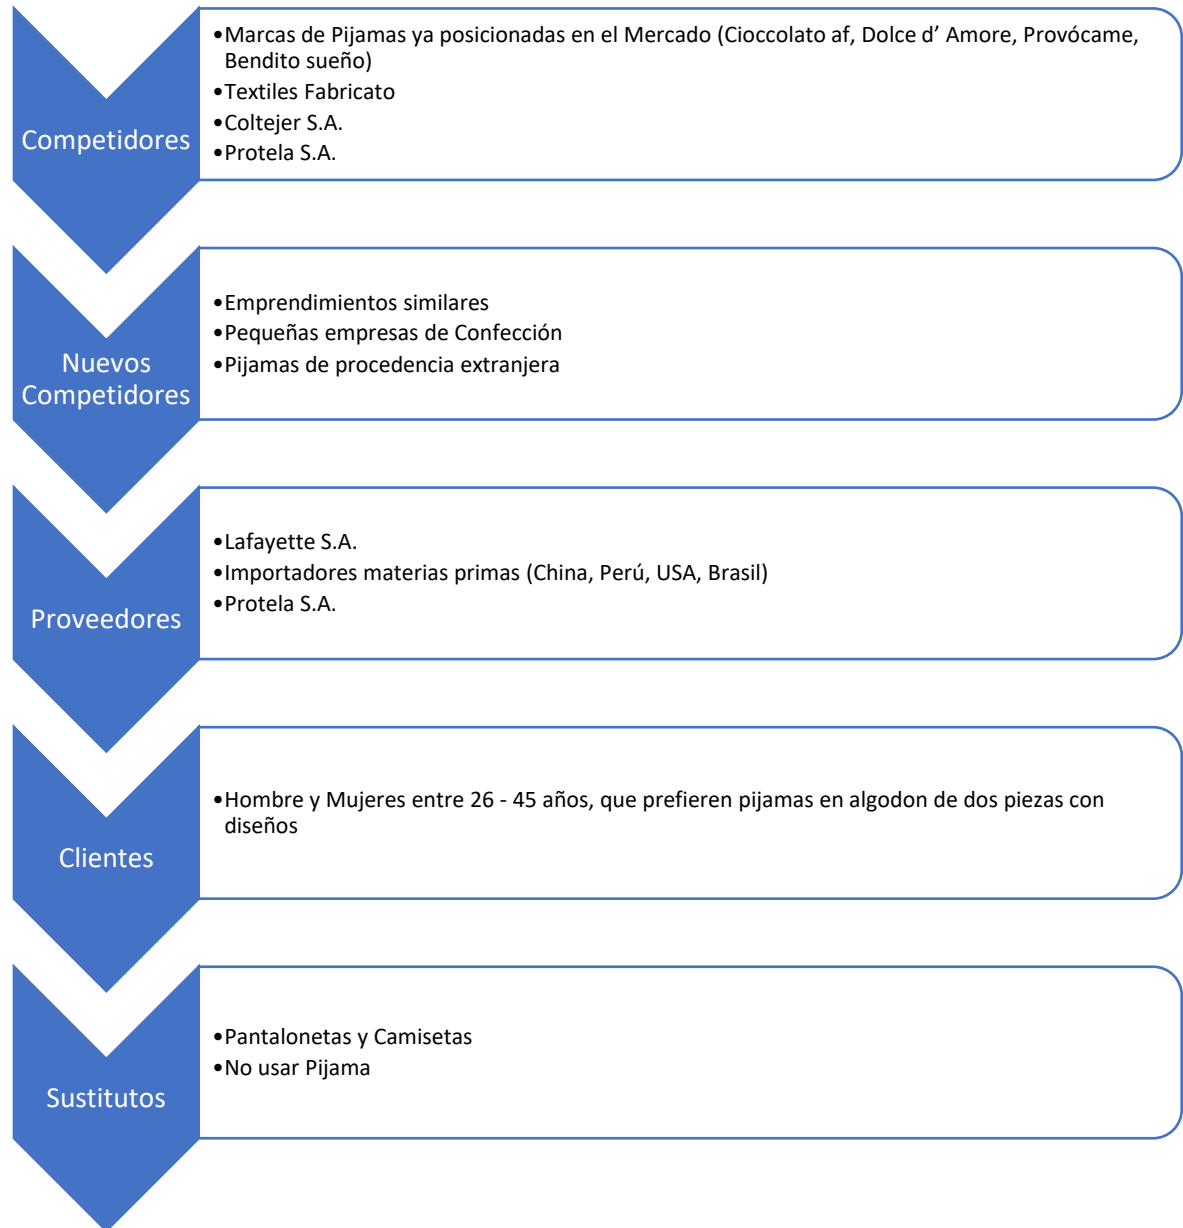 Competidores
•Marcas de Pijamas ya posicionadas en el Mercado (Cioccolato af, Dolce d’ Amore, Provócame,
Bendito sueño)
•Textiles Fabricato
•Coltejer S.A.
•Protela S.A.
Nuevos
Competidores
•Emprendimientos similares
•Pequeñas empresas de Confección
•Pijamas de procedencia extranjera
Proveedores
•Lafayette S.A.
•Importadores materias primas (China, Perú, USA, Brasil)
•Protela S.A.
Clientes
•Hombre y Mujeres entre 26 - 45 años, que prefieren pijamas en algodon de dos piezas con
diseños
Sustitutos
•Pantalonetas y Camisetas
•No usar Pijama